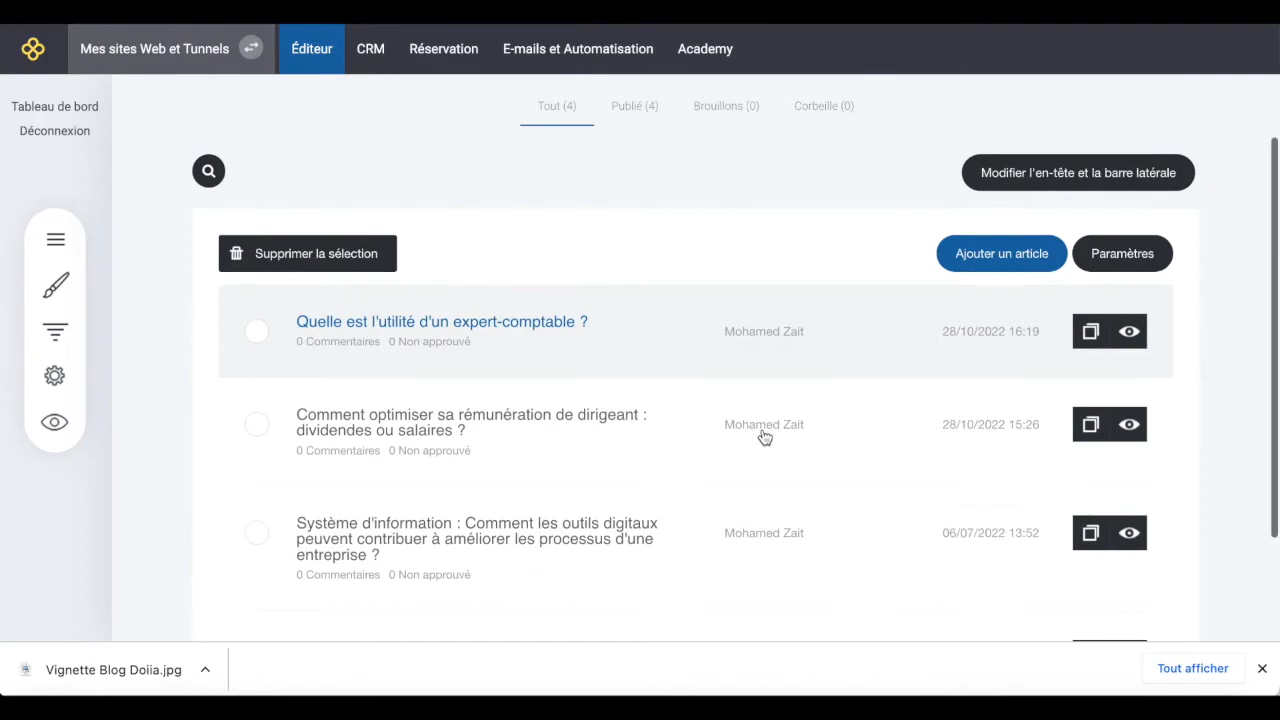 Mes sites Web et Tunnels
Éditeur
CRM
Réservation
E-mails et Automatisation
Academy
Tableau de bord
Déconnexion
Tout (4)
Publié (4)
Brouillons (0)
Corbeille (0)
Modifier l'en-tête et la barre latérale
Supprimer la sélection
Ajouter un article
Paramètres
Quelle est l'utilité d'un expert-comptable ?
0 Commentaires 0 Non approuvé
Mohamed Zait
28/10/2022 16:19
Comment optimiser sa rémunération de dirigeant :
dividendes ou salaires ?
0 Commentaires 0 Non approuvé
Mohamed Zait
28/10/2022 15:26
Système d'information : Comment les outils digitaux
peuvent contribuer à améliorer les processus d'une
entreprise ?
0 Commentaires 0 Non approuvé
Mohamed Zait
06/07/2022 13:52
Vignette Blog Doiia.jpg
Tout afficher